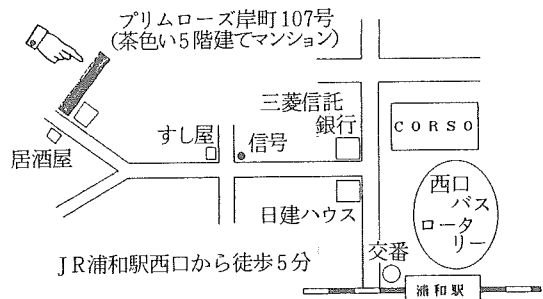 プリムローズ岸町107号
(茶色い5階建てマンション)
三菱信託
銀行
CORSO
すし屋
信号
居酒屋
西口
バス
ロータ
リー
日建ハウス
交番
JR浦和駅西口から徒歩5分
浦和駅